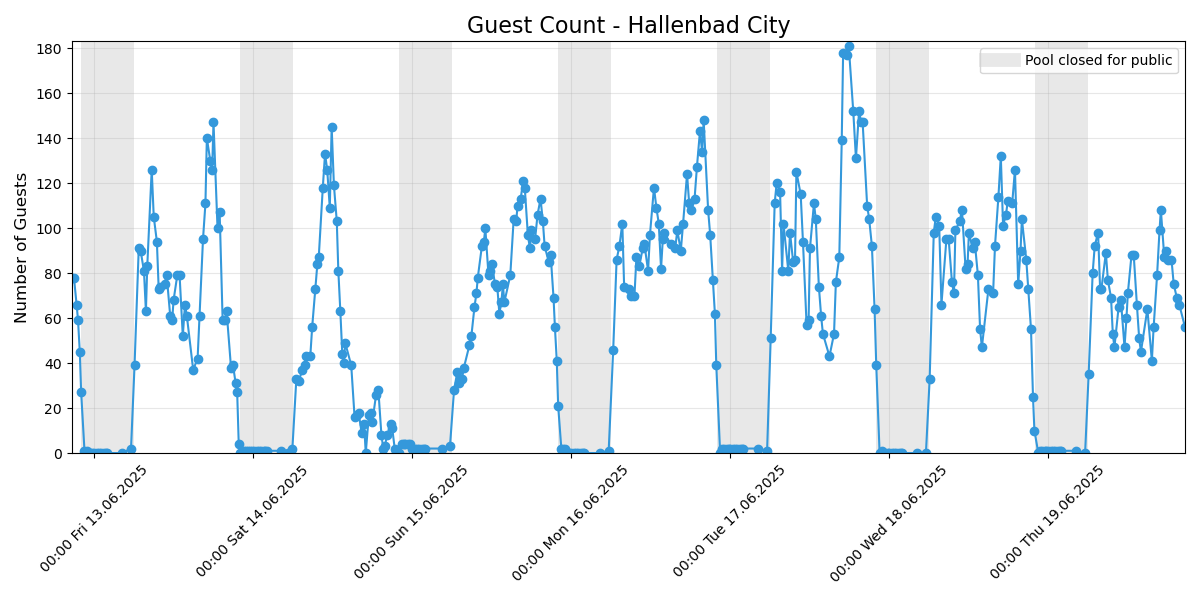 Guest Count - Hallenbad City
Number of Guests
180
160
140
120
100
80
60
40
20
0
Pool closed for public
00:00 Fri 13.06.2025
00:00 Sat 14.06.2025
00:00 Sun 15.06.2025
00:00 Mon 16.06.2025
00:00 Tue 17.06.2025
00:00 Wed 18.06.2025
00:00 Thu 19.06.2025